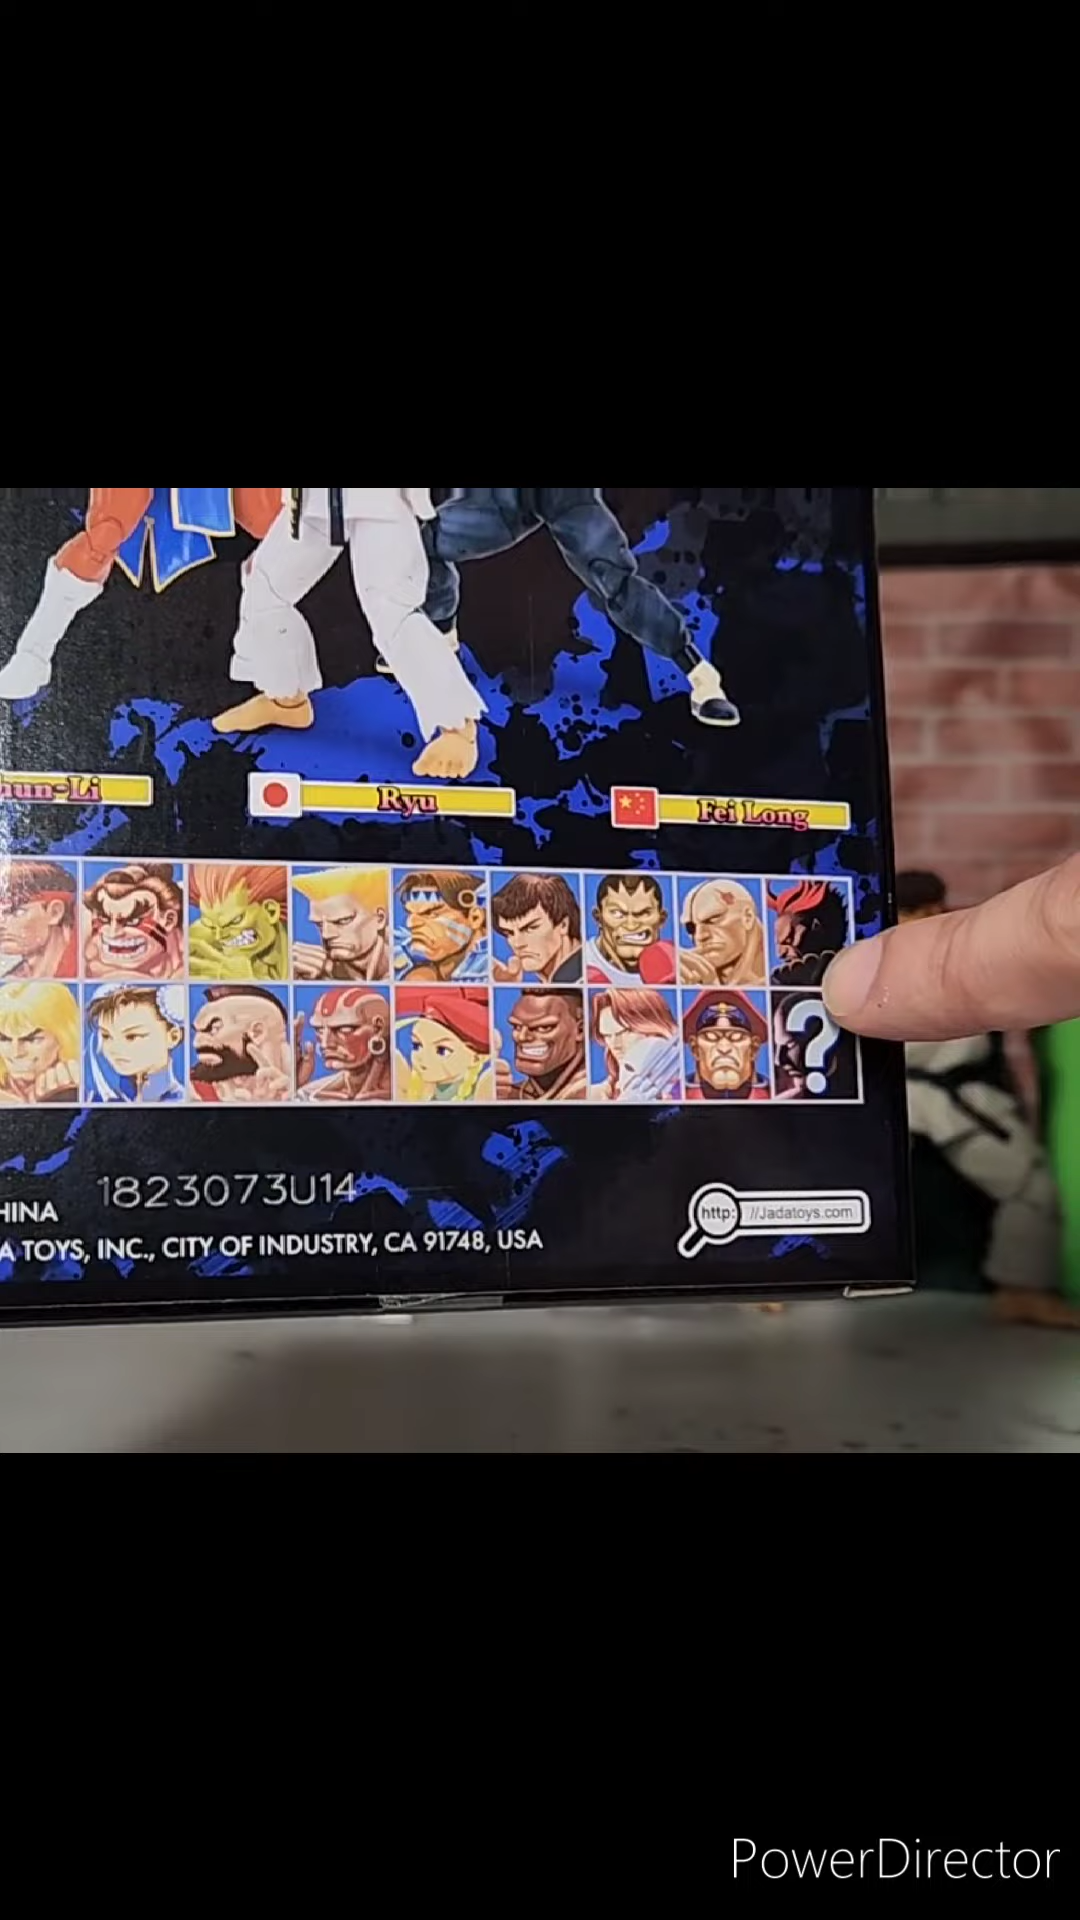 hun-Li
Ryu
Fei Long
?
1823073U14
HINA
A TOYS, INC., CITY OF INDUSTRY, CA 91748, USA
http: //Jadatoys.com
PowerDirector